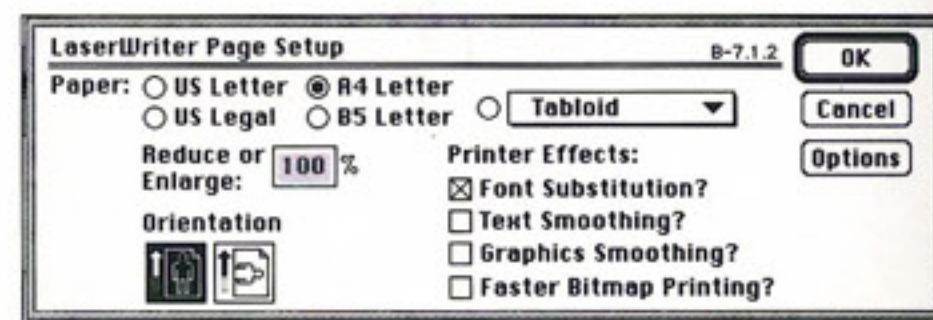 LaserWriter Page Setup B-7.1.2 OK
Paper: US Letter A4 Letter
US Legal B5 Letter Tabloid Cancel
Reduce or 100 % Printer Effects: Options
Enlarge: Font Substitution?
Orientation Text Smoothing?
Graphics Smoothing?
Faster Bitmap Printing?